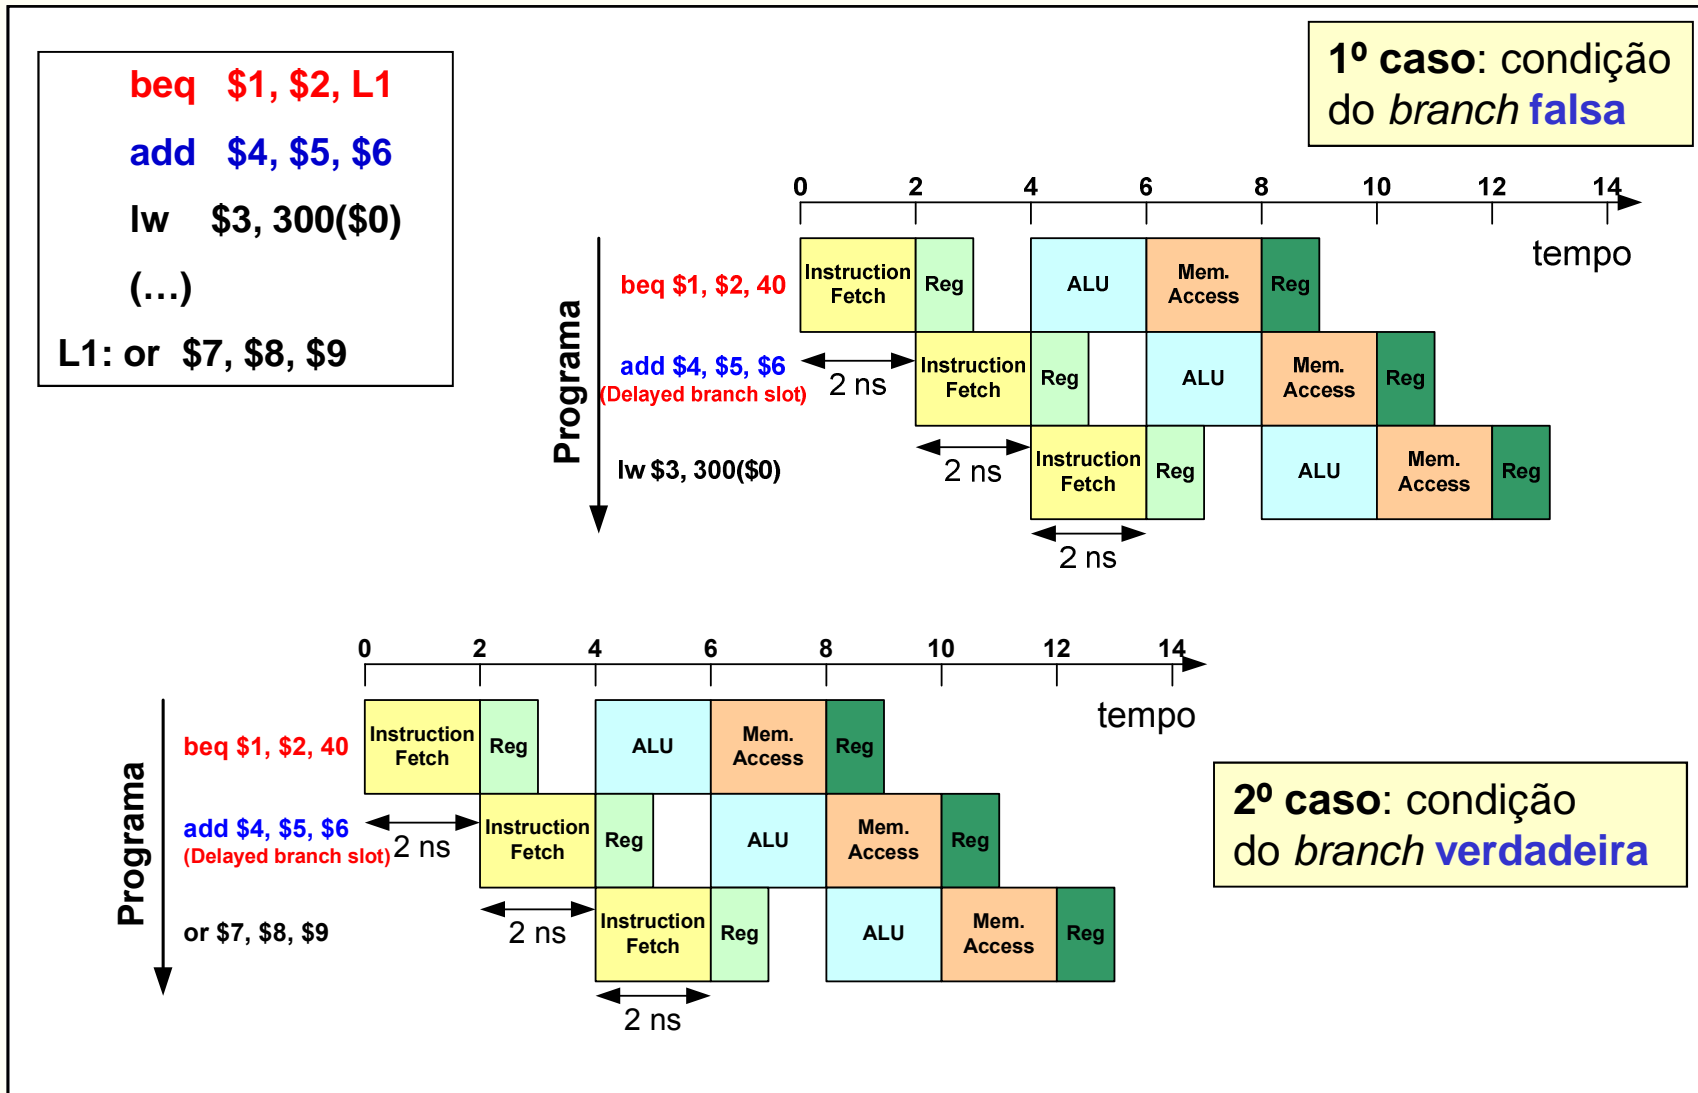 beq $1, $2, L1
add $4, $5, $6
lw $3, 300($0)
(...)
L1: or $7, $8, $9
1º caso: condição
do branch falsa
0 2 4 6 8 10 12 14
tempo
Programa
beq $1, $2, 40
Instruction
Fetch
Reg
ALU
Mem.
Access
Reg
add $4, $5, $6
(Delayed branch slot)
2 ns
Instruction
Fetch
Reg
ALU
Mem.
Access
Reg
lw $3, 300($0)
2 ns
Instruction
Fetch
Reg
ALU
Mem.
Access
Reg
2 ns
0 2 4 6 8 10 12 14
tempo
Programa
beq $1, $2, 40
Instruction
Fetch
Reg
ALU
Mem.
Access
Reg
add $4, $5, $6
(Delayed branch slot)
2 ns
Instruction
Fetch
Reg
ALU
Mem.
Access
Reg
or $7, $8, $9
2 ns
Instruction
Fetch
Reg
ALU
Mem.
Access
Reg
2 ns
2º caso: condição
do branch verdadeira